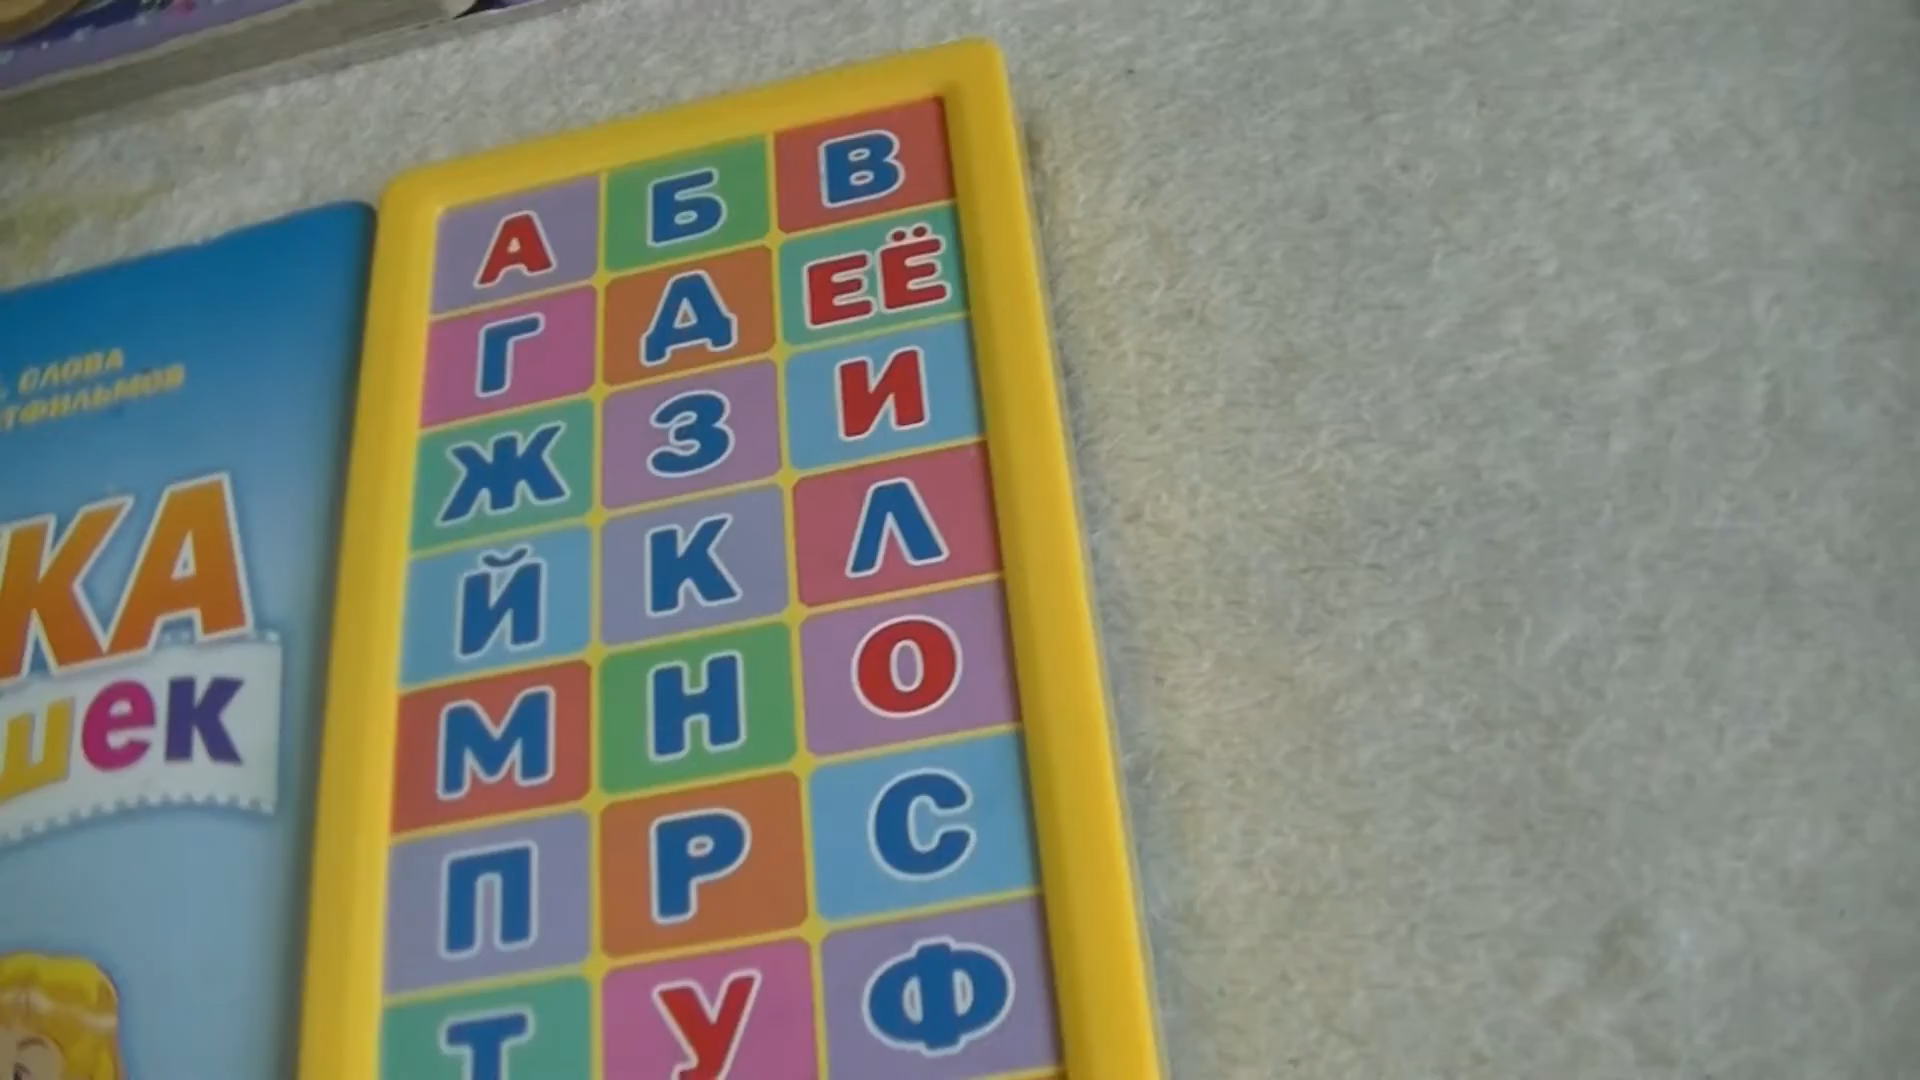 СЛОВА
КА
шек
А Б В
Г Д ЕЁ
Ж З И
Й К Л
М Н О
П Р С
Т У Ф